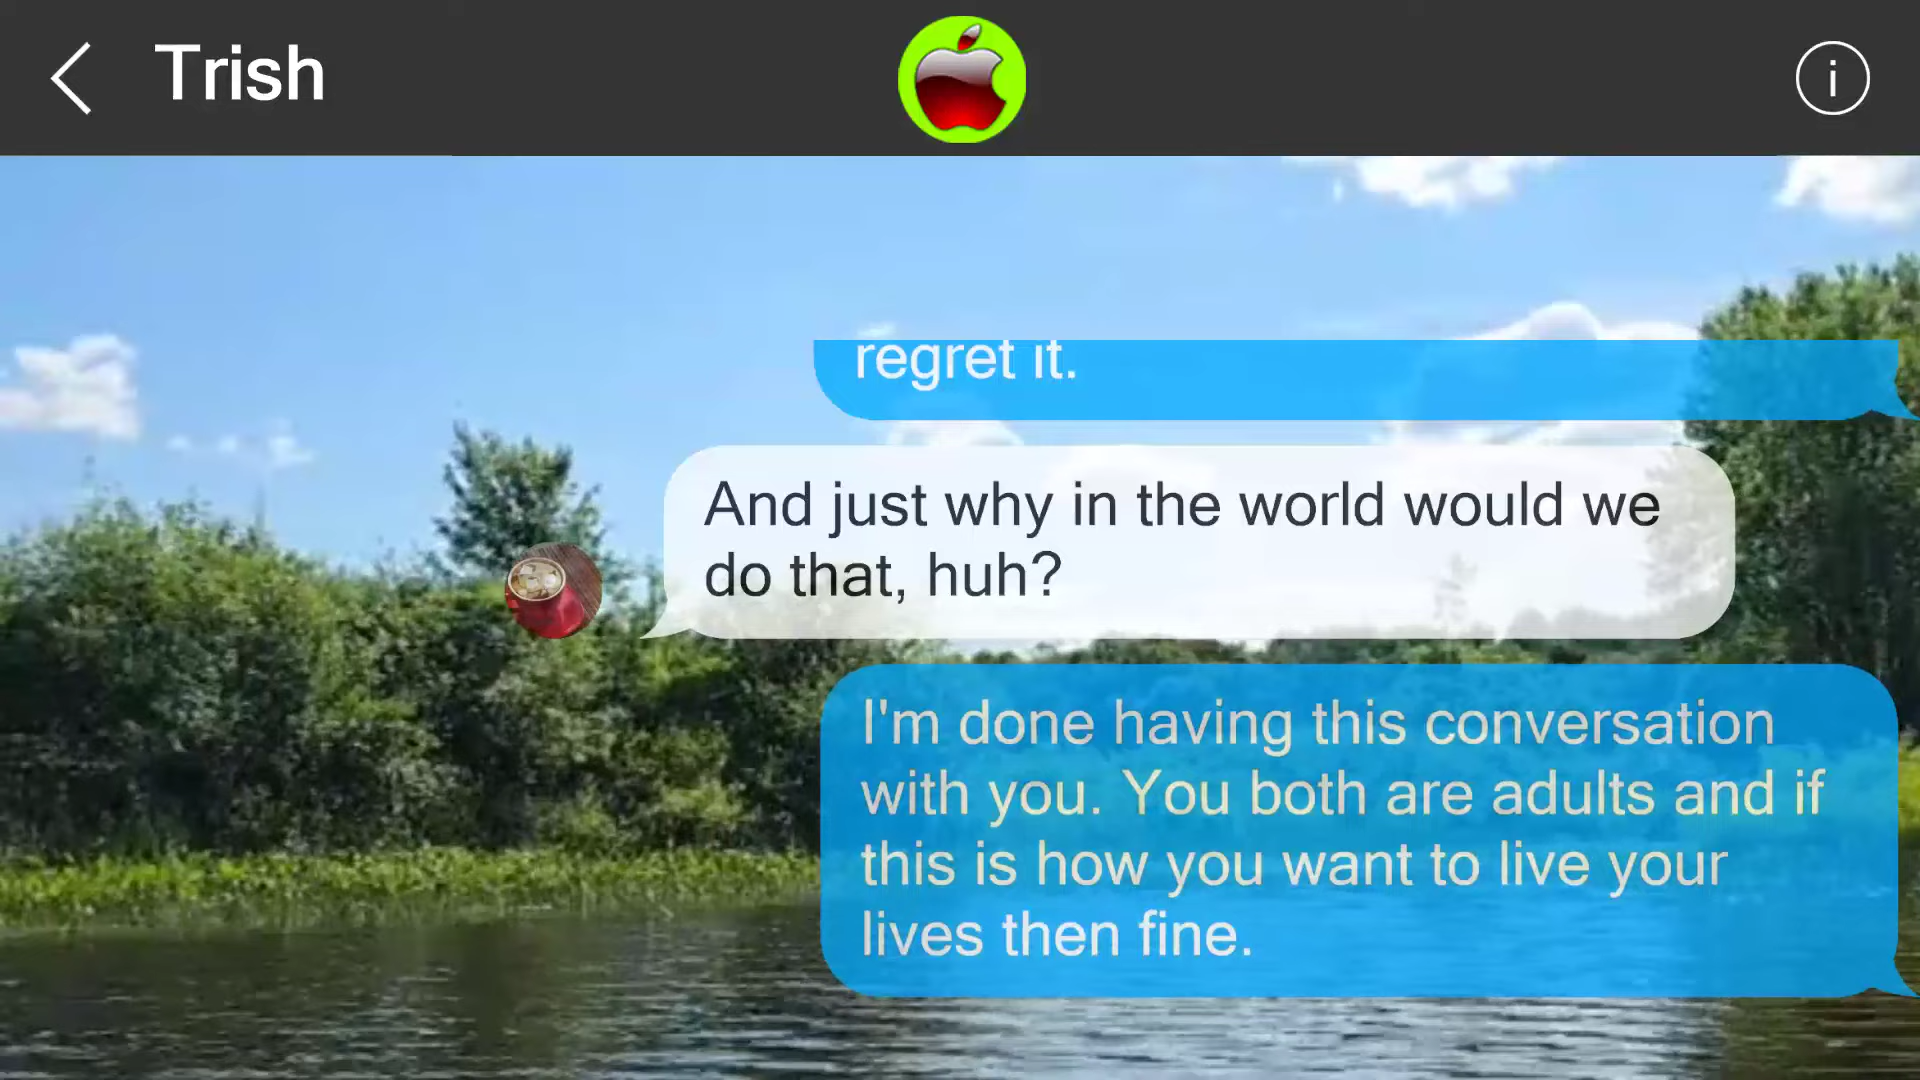 Trish
i
regret it.
And just why in the world would we
do that, huh?
I'm done having this conversation
with you. You both are adults and if
this is how you want to live your
lives then fine.